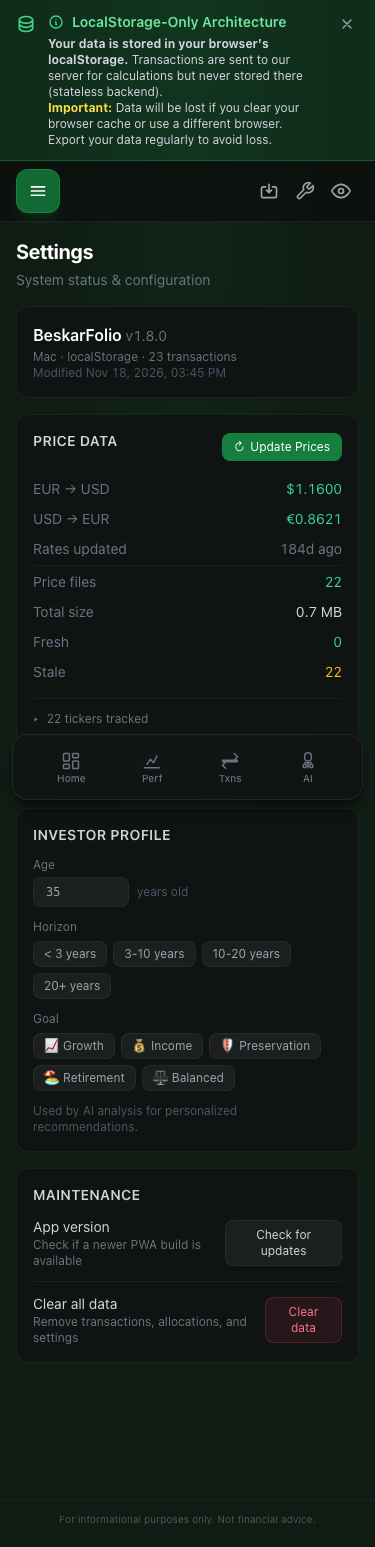 LocalStorage-Only Architecture
Your data is stored in your browser's
localStorage. Transactions are sent to our
server for calculations but never stored there
(stateless backend).
Important: Data will be lost if you clear your
browser cache or use a different browser.
Export your data regularly to avoid loss.
Settings
System status & configuration
BeskarFolio v1.8.0
Mac · localStorage · 23 transactions
Modified Nov 18, 2026, 03:45 PM
PRICE DATA
↻ Update Prices
EUR → USD $1.1600
USD → EUR €0.8621
Rates updated 184d ago
Price files 22
Total size 0.7 MB
Fresh 0
Stale 22
‣ 22 tickers tracked
Home Perf Txns AI
INVESTOR PROFILE
Age
35 years old
Horizon
< 3 years 3-10 years 10-20 years
20+ years
Goal
📈 Growth 💰 Income 🛡️ Preservation
🏖️ Retirement ⚖️ Balanced
Used by AI analysis for personalized
recommendations.
MAINTENANCE
App version
Check if a newer PWA build is
available
Check for
updates
Clear all data
Remove transactions, allocations, and
settings
Clear
data
For informational purposes only. Not financial advice.